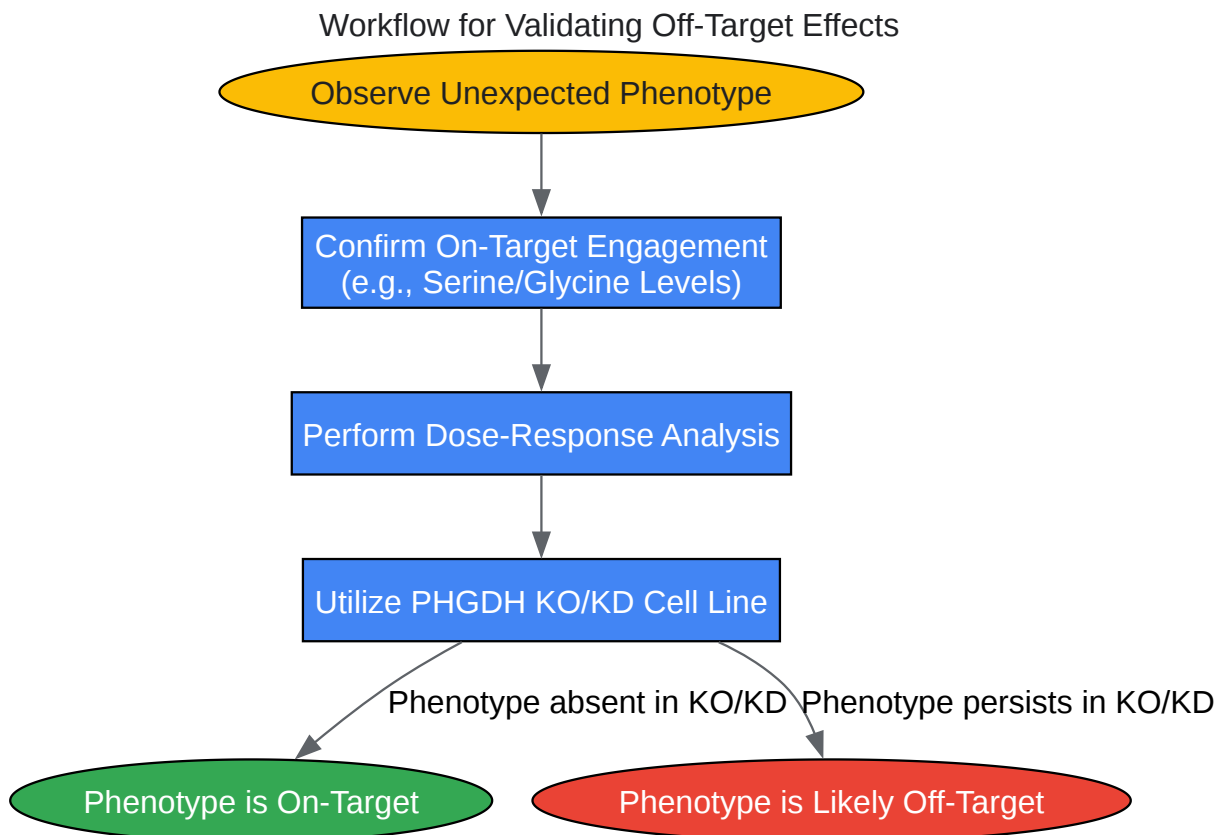 Workflow for Validating Off-Target Effects
Observe Unexpected Phenotype
Confirm On-Target Engagement
(e.g., Serine/Glycine Levels)
Perform Dose-Response Analysis
Utilize PHGDH KO/KD Cell Line
Phenotype absent in KO/KD
Phenotype persists in KO/KD
Phenotype is On-Target
Phenotype is Likely Off-Target